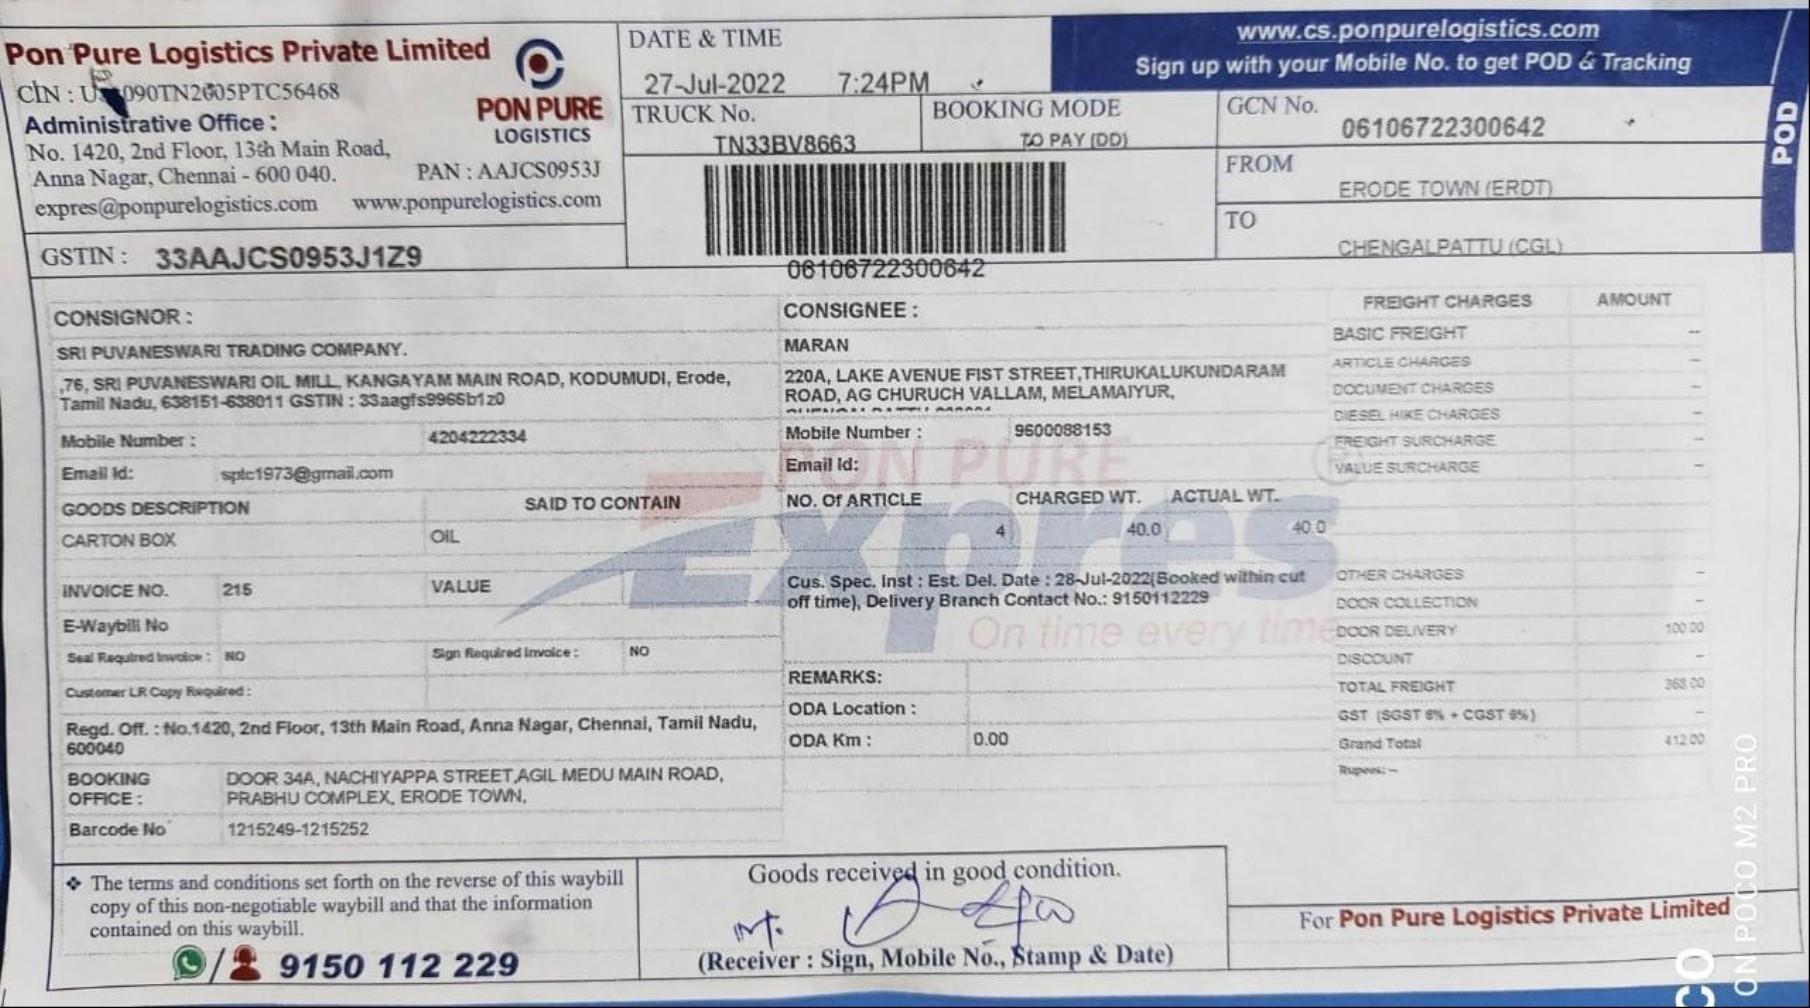 Pon Pure Logistics Private Limited
CIN : U 090TN2005PTC56468
Administrative Office :
No. 1420, 2nd Floor, 13th Main Road,
Anna Nagar, Chennai - 600 040.
PAN : AAJCS0953J
expres@ponpurelogistics.com www.ponpurelogistics.com
PON PURE
LOGISTICS
GSTIN : 33AAJCS0953J1Z9
DATE & TIME
27-Jul-2022 7:24PM
TRUCK No.
TN33BV8663
BOOKING MODE
TO PAY (DD)
06106722300642
www.cs.ponpurelogistics.com
Sign up with your Mobile No. to get POD & Tracking
GCN No.
06106722300642
FROM
ERODE TOWN (ERDT)
TO
CHENGALPATTU (CGL)
POD
CONSIGNOR :
SRI PUVANESWARI TRADING COMPANY.
,76, SRI PUVANESWARI OIL MILL, KANGAYAM MAIN ROAD, KODUMUDI, Erode,
Tamil Nadu, 638151-638011 GSTIN : 33aagfs9966b1z0
Mobile Number : 4204222334
Email Id: sptc1973@gmail.com
GOODS DESCRIPTION SAID TO CONTAIN
CARTON BOX OIL
INVOICE NO. 215 VALUE
E-Waybill No
Seal Required Invoice : NO Sign Required Invoice : NO
Customer LR Copy Required :
Regd. Off. : No.1420, 2nd Floor, 13th Main Road, Anna Nagar, Chennai, Tamil Nadu,
600040
BOOKING OFFICE : DOOR 34A, NACHIYAPPA STREET,AGIL MEDU MAIN ROAD,
PRABHU COMPLEX, ERODE TOWN,
Barcode No 1215249-1215252
CONSIGNEE :
MARAN
220A, LAKE AVENUE FIST STREET,THIRUKALUKUNDARAM
ROAD, AG CHURUCH VALLAM, MELAMAIYUR,
Mobile Number : 9600088153
Email Id:
NO. Of ARTICLE CHARGED WT. ACTUAL WT.
4 40.0 40.0
Cus. Spec. Inst : Est. Del. Date : 28-Jul-2022(Booked within cut
off time), Delivery Branch Contact No.: 9150112229
REMARKS:
ODA Location :
ODA Km : 0.00
PON PURE ®
Expres
On time every time
FREIGHT CHARGES AMOUNT
BASIC FREIGHT --
ARTICLE CHARGES --
DOCUMENT CHARGES --
DIESEL HIKE CHARGES --
FREIGHT SURCHARGE --
VALUE SURCHARGE --
OTHER CHARGES --
DOOR COLLECTION --
DOOR DELIVERY 100.00
DISCOUNT --
TOTAL FREIGHT 368.00
GST (SGST 6% + CGST 6%) --
Grand Total 412.00
Rupees: --
❖ The terms and conditions set forth on the reverse of this waybill
copy of this non-negotiable waybill and that the information
contained on this waybill.
/ 9150 112 229
Goods received in good condition.
(Receiver : Sign, Mobile No., Stamp & Date)
For Pon Pure Logistics Private Limited
CO
ON POCO M2 PRO